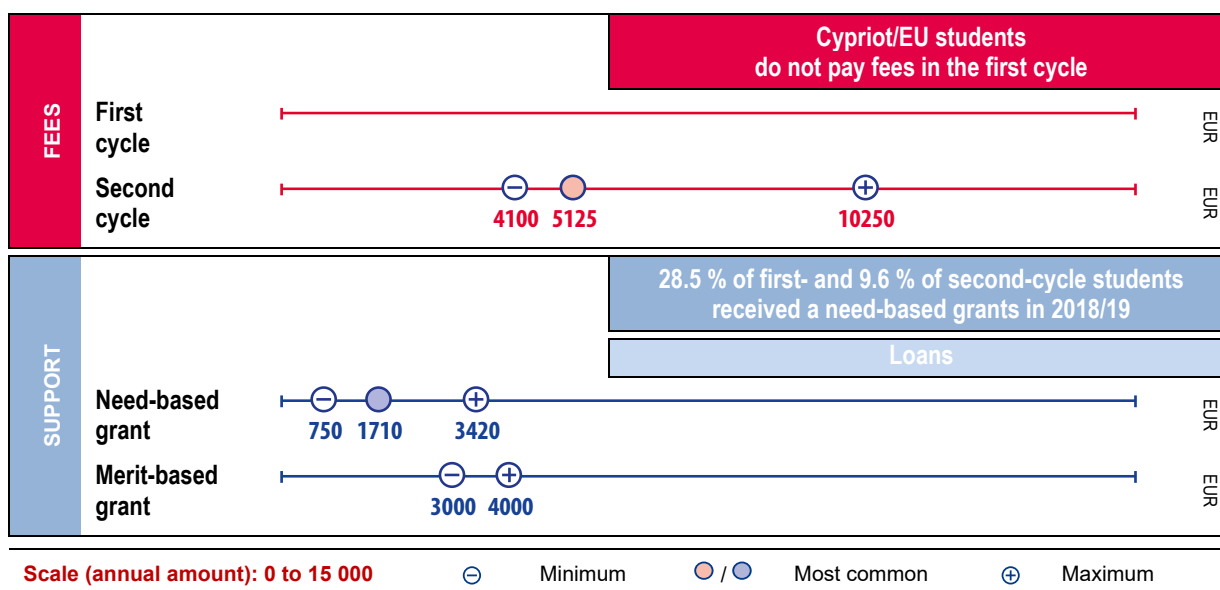 Cypriot/EU students
do not pay fees in the first cycle
FEES
First
cycle
EUR
Second
cycle
4100 5125 10250
EUR
28.5 % of first- and 9.6 % of second-cycle students
received a need-based grants in 2018/19
Loans
SUPPORT
Need-based
grant
750 1710 3420
EUR
Merit-based
grant
3000 4000
EUR
Scale (annual amount): 0 to 15 000 Minimum / Most common Maximum